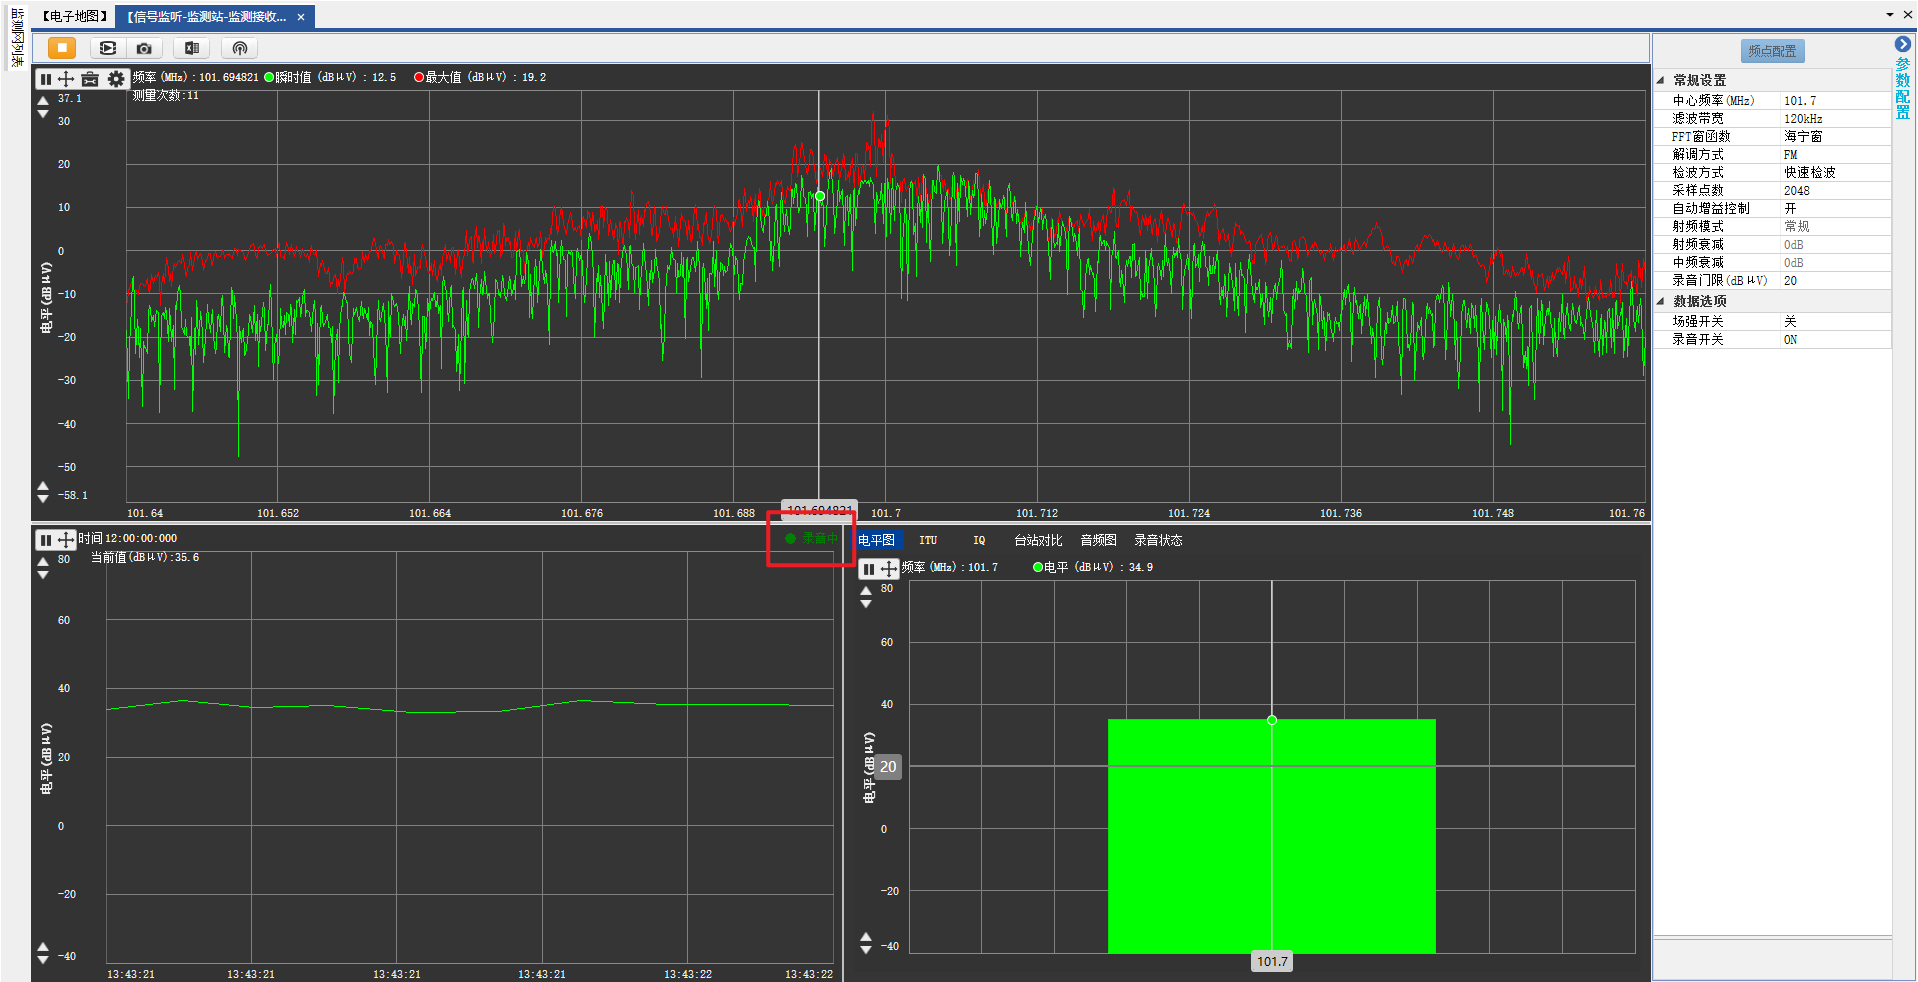 监测网列表
【电子地图】
【信号监听-监测站-监测接收... ×
频率(MHz):101.694821 瞬时值(dBμV) : 12.5 最大值(dBμV) : 19.2
测量次数:11
37.1
30
20
10
0
-10
-20
-30
-40
-50
-58.1
电平(dBμV)
101.64 101.652 101.664 101.676 101.688 101.694821 101.7 101.712 101.724 101.736 101.748 101.76
时间12:00:00:000
录音中
当前值(dBμV):35.6
80
60
40
20
0
-20
-40
电平(dBμV)
13:43:21 13:43:21 13:43:21 13:43:21 13:43:22 13:43:22
电平图 ITU IQ 台站对比 音频图 录音状态
频率(MHz):101.7 电平 (dBμV) : 34.9
80
60
40
20
0
-20
-40
电平(dBμV)
101.7
频点配置
参数配置
常规设置
中心频率(MHz) 101.7
滤波带宽 120kHz
FFT窗函数 海宁窗
解调方式 FM
检波方式 快速检波
采样点数 2048
自动增益控制 开
射频模式 常规
射频衰减 0dB
中频衰减 0dB
录音门限(dBμV) 20
数据选项
场强开关 关
录音开关 ON